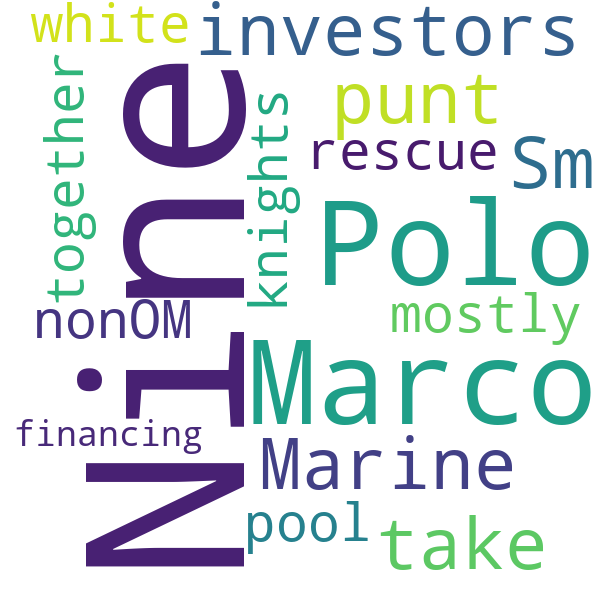 white
investors
together
Nine
knights
punt
rescue
Sm
Polo
nonOM
mostly
Marco
financing
Marine
pool
take